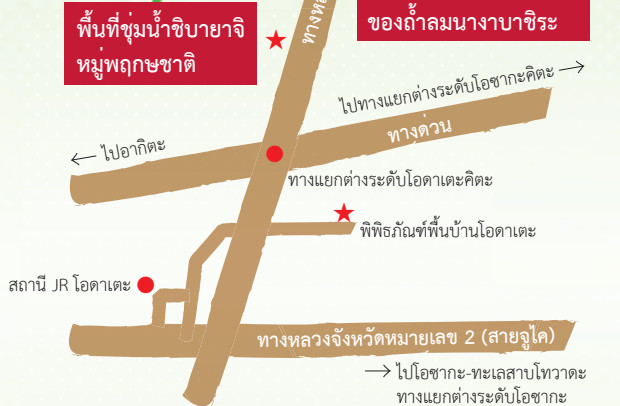 พื้นที่ชุ่มน้ำชิบายาจิ
หมู่พฤกษชาติ
ของถ้ำลมนางาบาชิระ
ไปทางแยกต่างระดับโอซากะคิตะ →
ทางด่วน
← ไปอากิตะ
ทางแยกต่างระดับโอดาเตะคิตะ
พิพิธภัณฑ์พื้นบ้านโอดาเตะ
สถานี JR โอดาเตะ
ทางหลวงจังหวัดหมายเลข 2 (สายจูไค)
→ ไปโอซากะ-ทะเลสาบโทวาดะ
ทางแยกต่างระดับโอซากะ